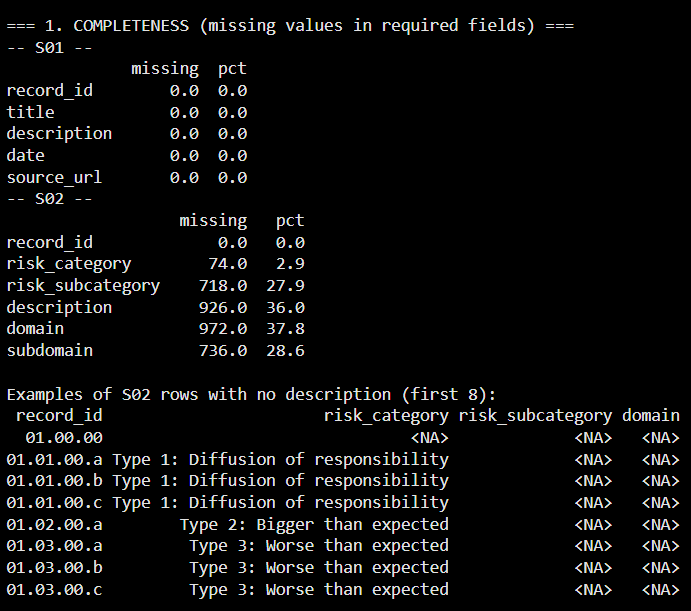 === 1. COMPLETENESS (missing values in required fields) ===
-- S01 --
missing pct
record_id 0.0 0.0
title 0.0 0.0
description 0.0 0.0
date 0.0 0.0
source_url 0.0 0.0
-- S02 --
missing pct
record_id 0.0 0.0
risk_category 74.0 2.9
risk_subcategory 718.0 27.9
description 926.0 36.0
domain 972.0 37.8
subdomain 736.0 28.6
Examples of S02 rows with no description (first 8):
record_id risk_category risk_subcategory domain
01.00.00 <NA> <NA> <NA>
01.01.00.a Type 1: Diffusion of responsibility <NA> <NA>
01.01.00.b Type 1: Diffusion of responsibility <NA> <NA>
01.01.00.c Type 1: Diffusion of responsibility <NA> <NA>
01.02.00.a Type 2: Bigger than expected <NA> <NA>
01.03.00.a Type 3: Worse than expected <NA> <NA>
01.03.00.b Type 3: Worse than expected <NA> <NA>
01.03.00.c Type 3: Worse than expected <NA> <NA>